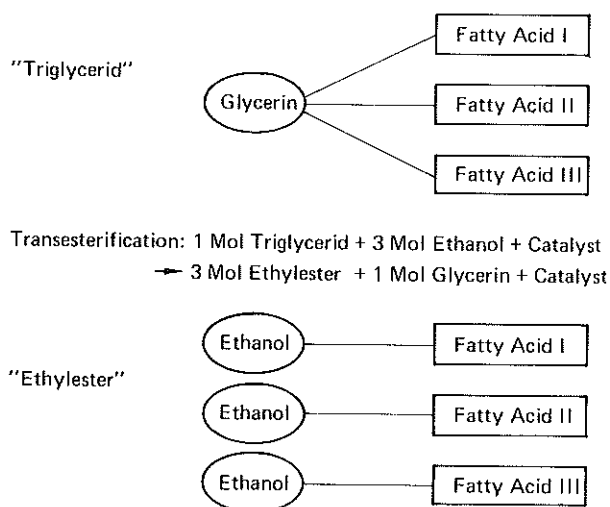 Fatty Acid I
"Triglycerid"
Glycerin
Fatty Acid II
Fatty Acid III
Transesterification: 1 Mol Triglycerid + 3 Mol Ethanol + Catalyst
→ 3 Mol Ethylester + 1 Mol Glycerin + Catalyst
Ethanol
Fatty Acid I
"Ethylester"
Ethanol
Fatty Acid II
Ethanol
Fatty Acid III